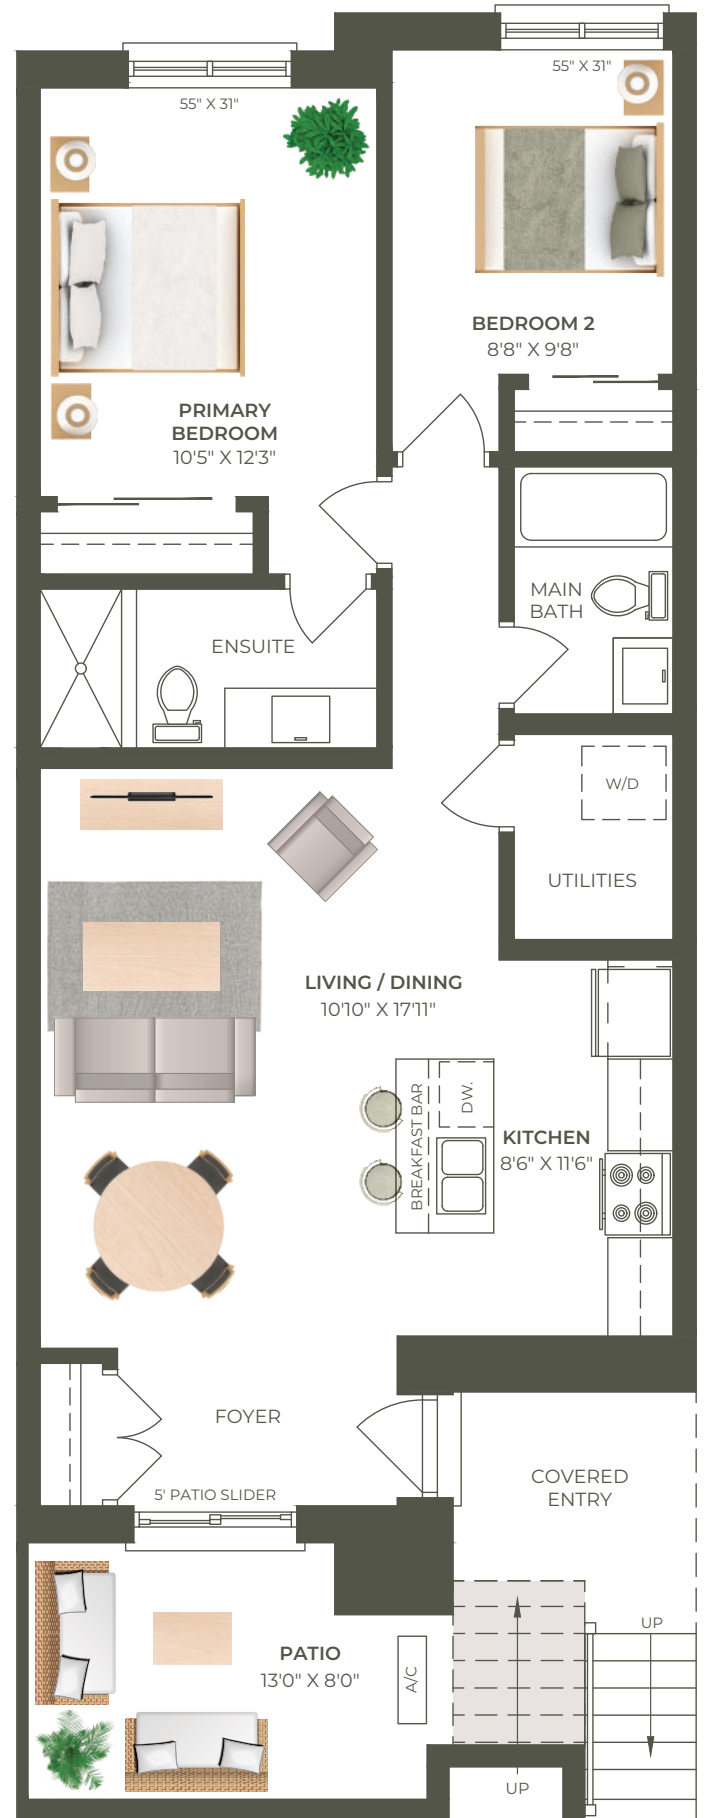 55" X 31"
55" X 31"
BEDROOM 2
8'8" X 9'8"
PRIMARY
BEDROOM
10'5" X 12'3"
MAIN
BATH
ENSUITE
W/D
UTILITIES
LIVING / DINING
10'10" X 17'11"
DW.
BREAKFAST BAR
KITCHEN
8'6" X 11'6"
FOYER
5' PATIO SLIDER
COVERED
ENTRY
UP
PATIO
13'0" X 8'0"
A/C
UP